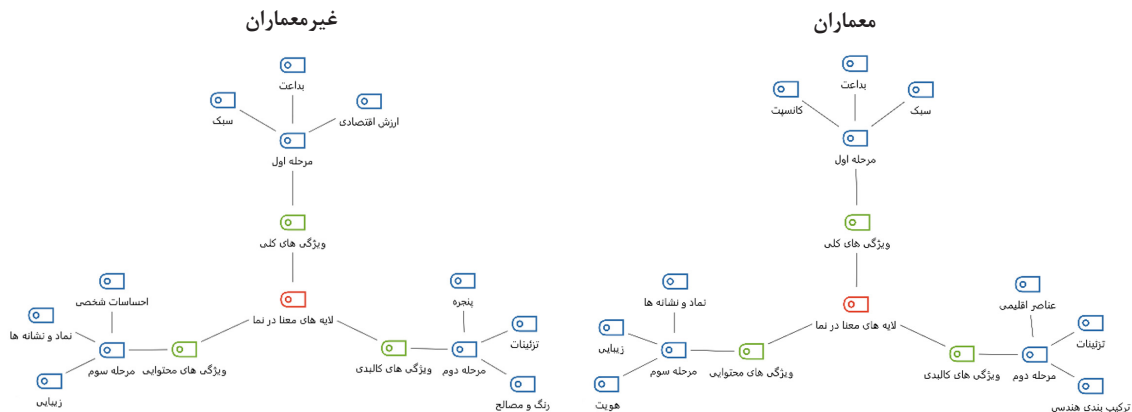 معماران
بداعت
کانسپت
سبک
مرحله اول
ویژگی های کلی
لایه های معنا در نما
عناصر اقلیمی
تزئینات
ترکیب بندی هندسی
مرحله دوم
ویژگی های کالبدی
ویژگی های محتوایی
مرحله سوم
نماد و نشانه ها
زیبایی
هویت
غیرمعماران
بداعت
ارزش اقتصادی
سبک
مرحله اول
ویژگی های کلی
لایه های معنا در نما
پنجره
تزئینات
رنگ و مصالح
مرحله دوم
ویژگی های کالبدی
ویژگی های محتوایی
مرحله سوم
احساسات شخصی
نماد و نشانه ها
زیبایی